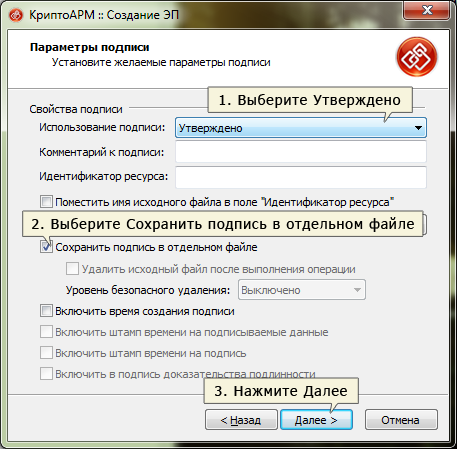 КриптоАРМ :: Создание ЭП
Параметры подписи
Установите желаемые параметры подписи
Свойства подписи
1. Выберите Утверждено
Использование подписи: Утверждено
Комментарий к подписи:
Идентификатор ресурса:
Поместить имя исходного файла в поле "Идентификатор ресурса"
2. Выберите Сохранить подпись в отдельном файле
Сохранить подпись в отдельном файле
Удалить исходный файл после выполнения операции
Уровень безопасного удаления: Выключено
Включить время создания подписи
Включить штамп времени на подписываемые данные
Включить штамп времени на подпись
Включить в подпись доказательства подлинности
3. Нажмите Далее
< Назад Далее > Отмена